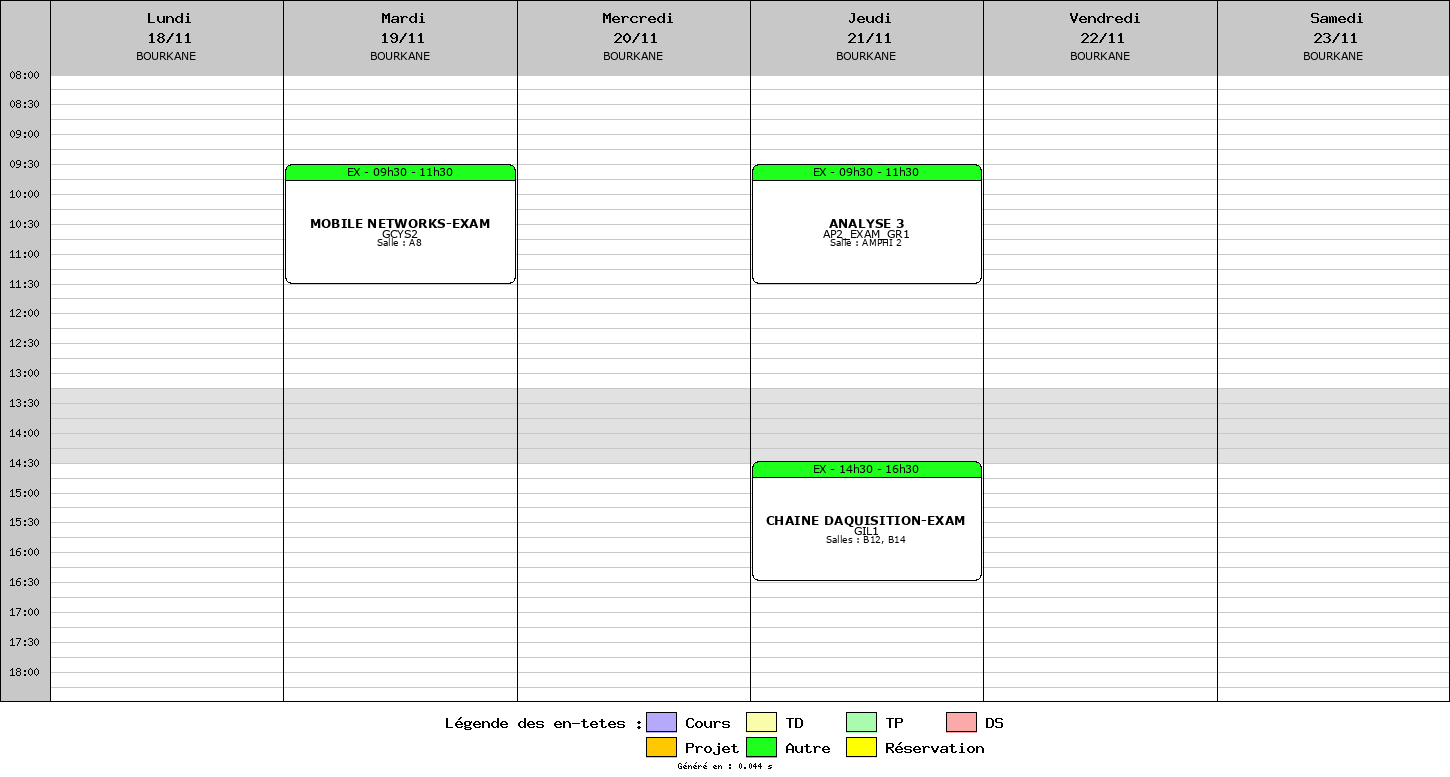 Lundi
18/11
BOURKANE
Mardi
19/11
BOURKANE
Mercredi
20/11
BOURKANE
Jeudi
21/11
BOURKANE
Vendredi
22/11
BOURKANE
Samedi
23/11
BOURKANE
08:00
08:30
09:00
09:30
10:00
10:30
11:00
11:30
12:00
12:30
13:00
13:30
14:00
14:30
15:00
15:30
16:00
16:30
17:00
17:30
18:00
EX - 09h30 - 11h30
MOBILE NETWORKS-EXAM
GCYS2
Salle : A8
EX - 09h30 - 11h30
ANALYSE 3
AP2_EXAM_GR1
Salle : AMPHI 2
EX - 14h30 - 16h30
CHAINE DAQUISITION-EXAM
GIL1
Salles : B12, B14
Légende des en-tetes : Cours TD TP DS
Projet Autre Réservation
Généré en : 0.044 s